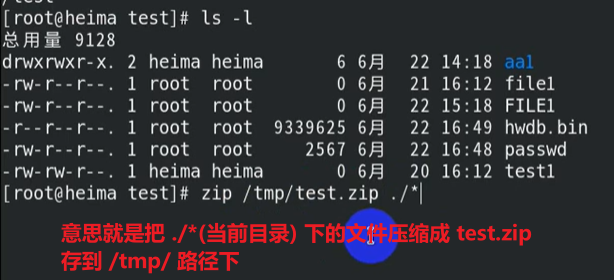 /test
[root@heima test]# ls -l
总用量 9128
drwxrwxr-x. 2 heima heima 6 6月 22 14:18 aa1
-rw-r--r--. 1 root root 0 6月 21 16:12 file1
-rw-r--r--. 1 root root 0 6月 22 15:18 FILE1
-r--r--r--. 1 root root 9339625 6月 22 16:49 hwdb.bin
-rw-r--r--. 1 root root 2567 6月 22 16:48 passwd
-rw-r--r--. 1 heima heima 0 6月 20 16:12 test1
[root@heima test]# zip /tmp/test.zip ./*
意思就是把 ./*(当前目录) 下的文件压缩成 test.zip
存到 /tmp/ 路径下